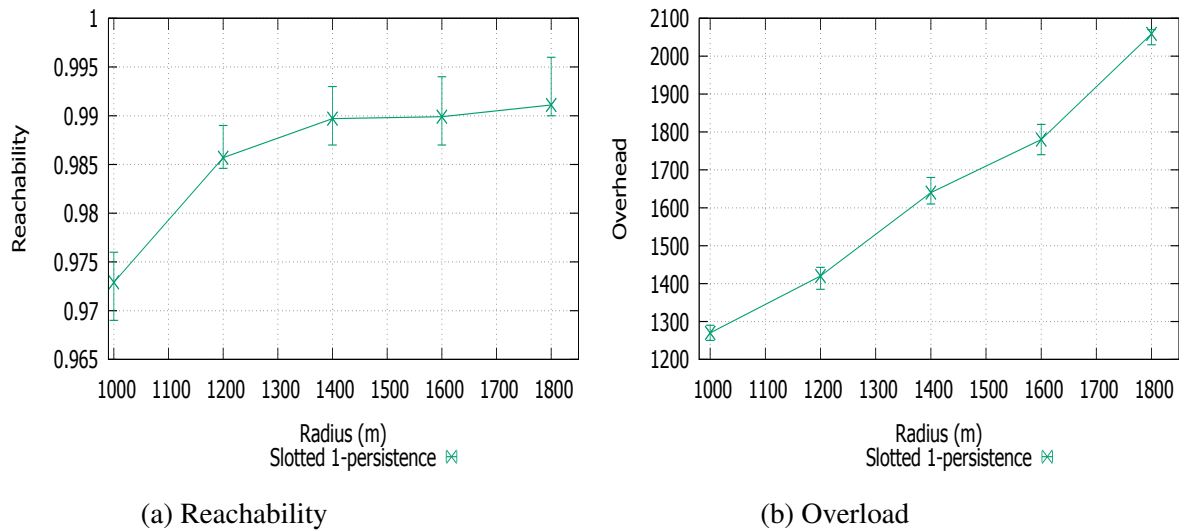 1
0.995
0.99
0.985
0.98
0.975
0.97
0.965
Reachability
1000 1100 1200 1300 1400 1500 1600 1700 1800
Radius (m)
Slotted 1-persistence
(a) Reachability
2100
2000
1900
1800
1700
1600
1500
1400
1300
1200
Overhead
1000 1100 1200 1300 1400 1500 1600 1700 1800
Radius (m)
Slotted 1-persistence
(b) Overload